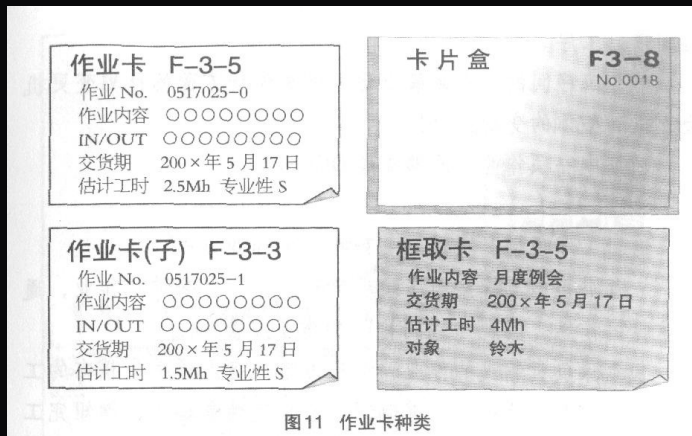 作业卡 F-3-5
作业 No. 0517025-0
作业内容 ○○○○○○○○
IN/OUT ○○○○○○○○
交货期 200×年5月17日
估计工时 2.5Mh 专业性 S
卡片盒 F3-8
No.0018
作业卡(子) F-3-3
作业 No. 0517025-1
作业内容 ○○○○○○○○
IN/OUT ○○○○○○○○
交货期 200×年5月17日
估计工时 1.5Mh 专业性 S
框取卡 F-3-5
作业内容 月度例会
交货期 200×年5月17日
估计工时 4Mh
对象 铃木
图11 作业卡种类